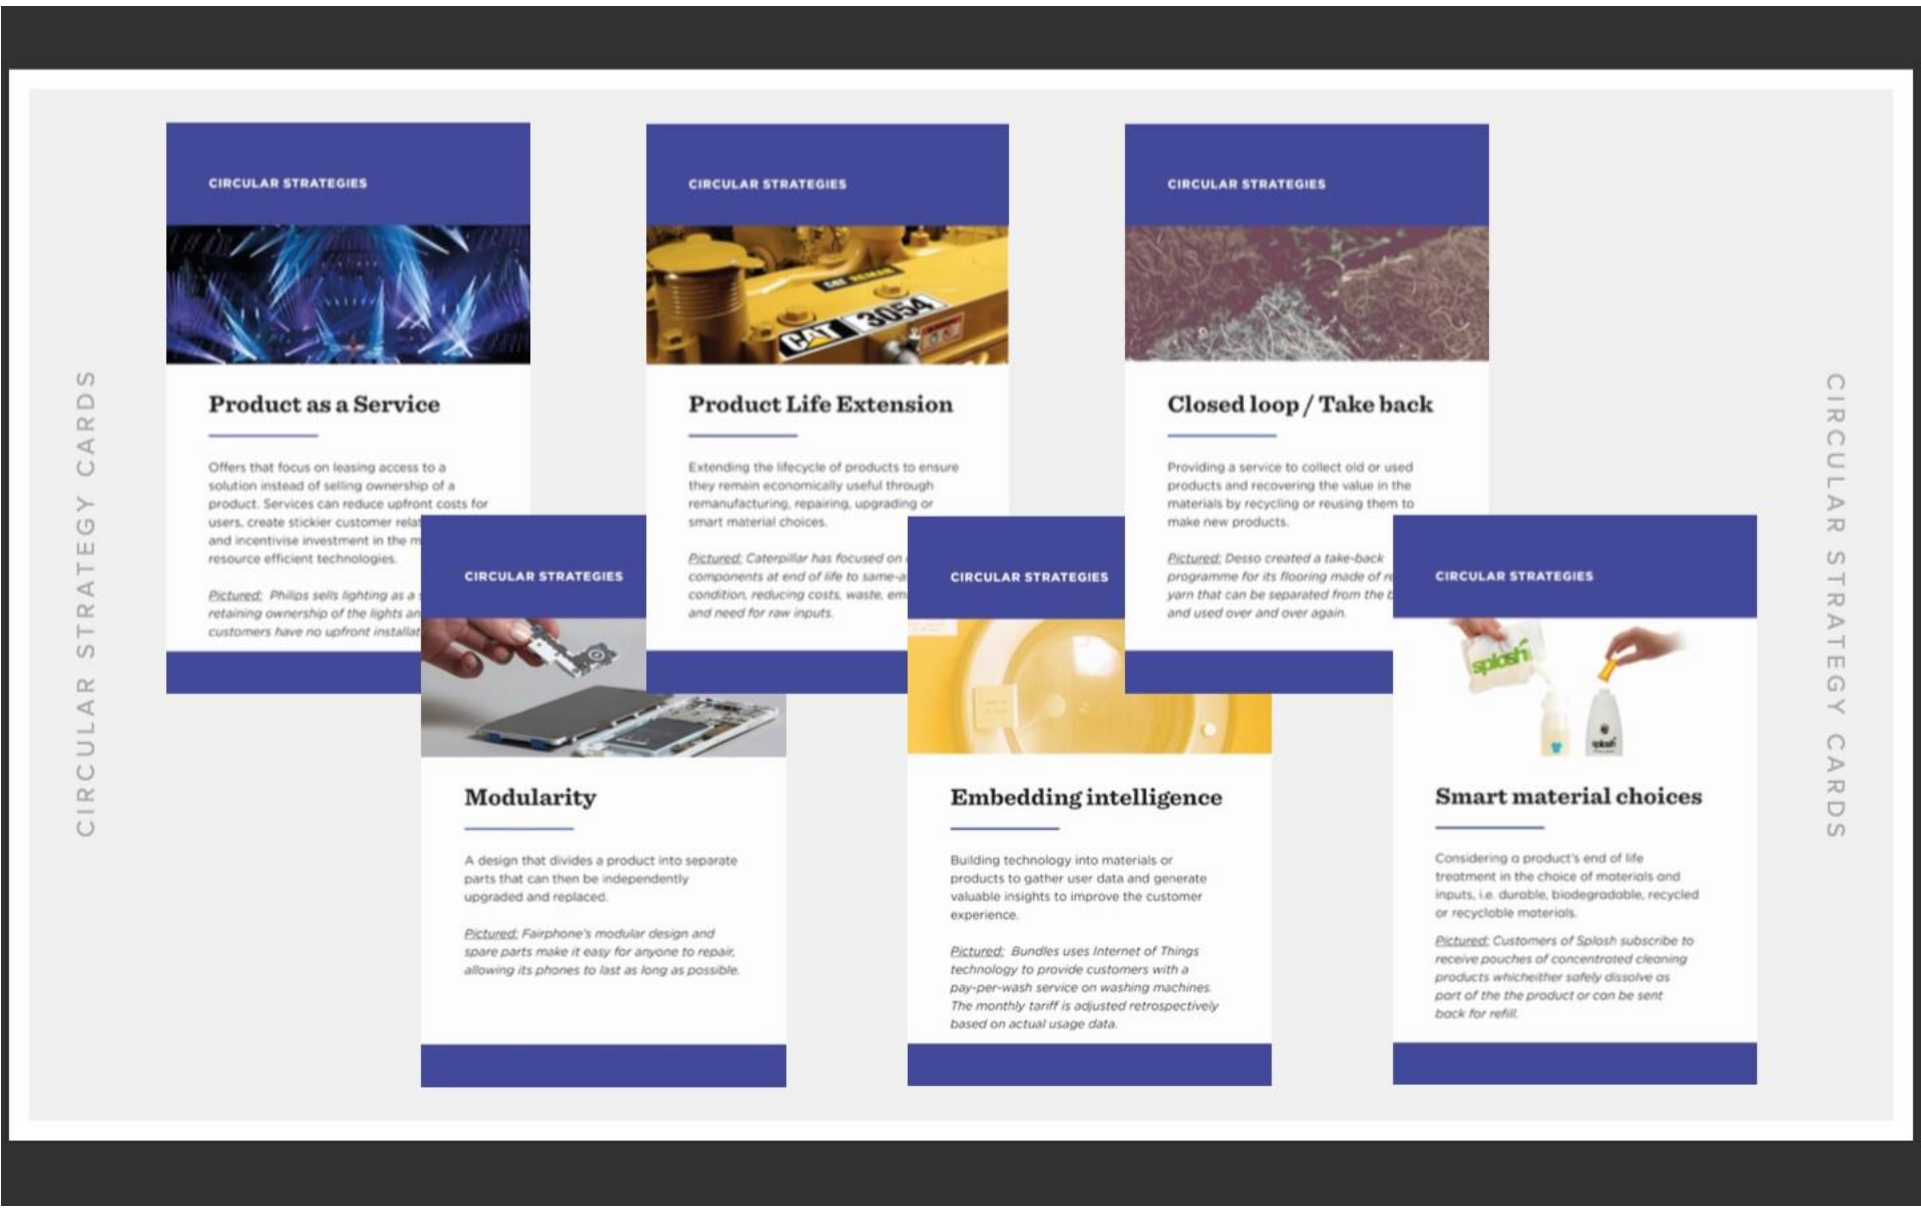 CIRCULAR STRATEGY CARDS
CIRCULAR STRATEGIES
CAT REMAN
CAT 3054
Product as a Service
Offers that focus on leasing access to a
solution instead of selling ownership of a
product. Services can reduce upfront costs for
users, create stickier customer
and incentivise investment in the
resource efficient technologies.
Pictured: Philips sells lighting as a
retaining ownership of the lights
customers have no upfront
CIRCULAR STRATEGIES
Product Life Extension
Extending the lifecycle of products to ensure
they remain economically useful through
remanufacturing, repairing, upgrading or
smart material choices.
Pictured: Caterpillar has focused on
components at end of life to
condition, reducing costs, waste,
and need for raw inputs.
CIRCULAR STRATEGIES
Closed loop / Take back
Providing a service to collect old or used
products and recovering the value in the
materials by recycling or reusing them to
make new products.
Pictured: Desso created a take-back
programme for its flooring made of
yarn that can be separated from the
and used over and over again.
CIRCULAR STRATEGIES
Modularity
A design that divides a product into separate
parts that can then be independently
upgraded and replaced.
Pictured: Fairphone's modular design and
spare parts make it easy for anyone to repair,
allowing its phones to last as long as possible.
CIRCULAR STRATEGIES
Embedding intelligence
Building technology into materials or
products to gather user data and generate
valuable insights to improve the customer
experience.
Pictured: Bundles uses Internet of Things
technology to provide customers with a
pay-per-wash service on washing machines.
The monthly tariff is adjusted retrospectively
based on actual usage data.
CIRCULAR STRATEGIES
splosh
splosh
Smart material choices
Considering a product's end of life
treatment in the choice of materials and
inputs, i.e. durable, biodegradable, recycled
or recyclable materials.
Pictured: Customers of Splosh subscribe to
receive pouches of concentrated cleaning
products whicheither safely dissolve as
part of the the product or can be sent
back for refill.
CIRCULAR STRATEGY CARDS